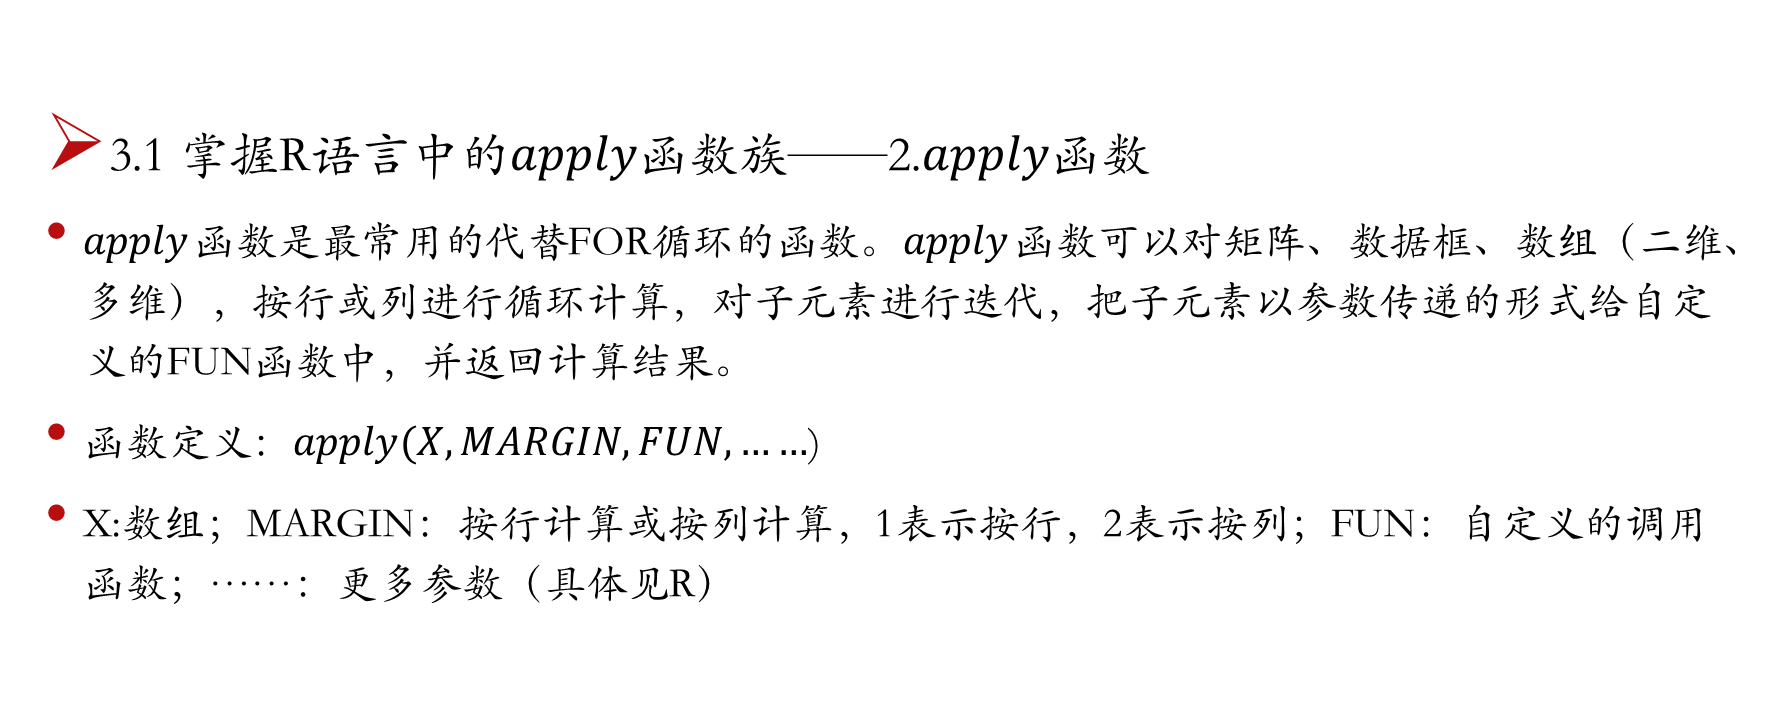 3.1 掌握R语言中的apply函数族——2.apply函数
apply函数是最常用的代替FOR循环的函数。apply函数可以对矩阵、数据框、数组（二维、
多维），按行或列进行循环计算，对子元素进行迭代，把子元素以参数传递的形式给自定
义的FUN函数中，并返回计算结果。
函数定义：apply(X,MARGIN,FUN,... ...)
X:数组；MARGIN：按行计算或按列计算，1表示按行，2表示按列；FUN：自定义的调用
函数；……：更多参数（具体见R）